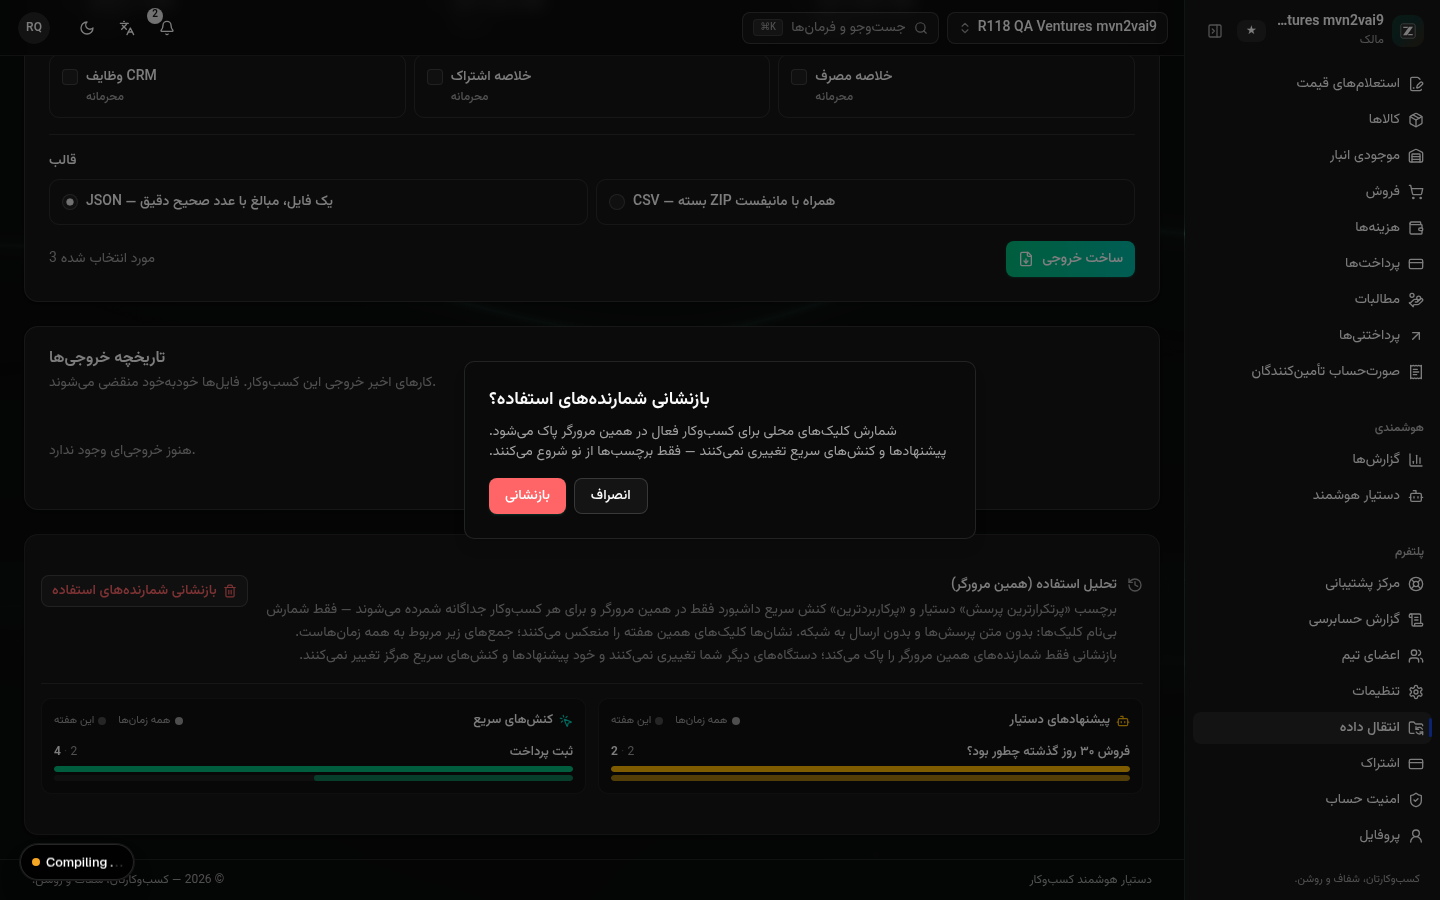 RQ
2
⌘K
جست‌وجو و فرمان‌ها
R118 QA Ventures mvn2vai9
...tures mvn2vai9
مالک
استعلام‌های قیمت
کالاها
موجودی انبار
فروش
هزینه‌ها
پرداخت‌ها
مطالبات
پرداختنی‌ها
صورت‌حساب تأمین‌کنندگان
هوشمندی
گزارش‌ها
دستیار هوشمند
پلتفرم
مرکز پشتیبانی
گزارش حسابرسی
اعضای تیم
تنظیمات
انتقال داده
اشتراک
امنیت حساب
پروفایل
کسب‌وکارتان، شفاف و روشن.
خلاصه مصرف
محرمانه
خلاصه اشتراک
محرمانه
وظایف CRM
محرمانه
قالب
CSV — بسته ZIP همراه با مانیفست
JSON — یک فایل، مبالغ با عدد صحیح دقیق
ساخت خروجی
3 مورد انتخاب شده
تاریخچه خروجی‌ها
کارهای اخیر خروجی این کسب‌وکار. فایل‌ها خودبه‌خود منقضی می‌شوند.
هنوز خروجی‌ای وجود ندارد.
بازنشانی شمارنده‌های استفاده؟
شمارش کلیک‌های محلی برای کسب‌وکار فعال در همین مرورگر پاک می‌شود.
پیشنهادها و کنش‌های سریع تغییری نمی‌کنند — فقط برچسب‌ها از نو شروع می‌کنند.
انصراف
بازنشانی
تحلیل استفاده (همین مرورگر)
بازنشانی شمارنده‌های استفاده
برچسب «پرتکرارترین پرسش» دستیار و «پرکاربردترین» کنش سریع داشبورد فقط در همین مرورگر و برای هر کسب‌وکار جداگانه شمرده می‌شوند — فقط شمارش
بی‌نام کلیک‌ها: بدون متن پرسش‌ها و بدون ارسال به شبکه. نشان‌ها کلیک‌های همین هفته را منعکس می‌کنند؛ جمع‌های زیر مربوط به همه زمان‌هاست.
بازنشانی فقط شمارنده‌های همین مرورگر را پاک می‌کند؛ دستگاه‌های دیگر شما تغییری نمی‌کنند و خود پیشنهادها و کنش‌های سریع هرگز تغییر نمی‌کنند.
پیشنهادهای دستیار
همه زمان‌ها
این هفته
فروش ۳۰ روز گذشته چطور بود؟
2 · 2
کنش‌های سریع
همه زمان‌ها
این هفته
ثبت پرداخت
4 · 2
Compiling ...
دستیار هوشمند کسب‌وکار
© 2026 — کسب‌وکارتان، شفاف و روشن.